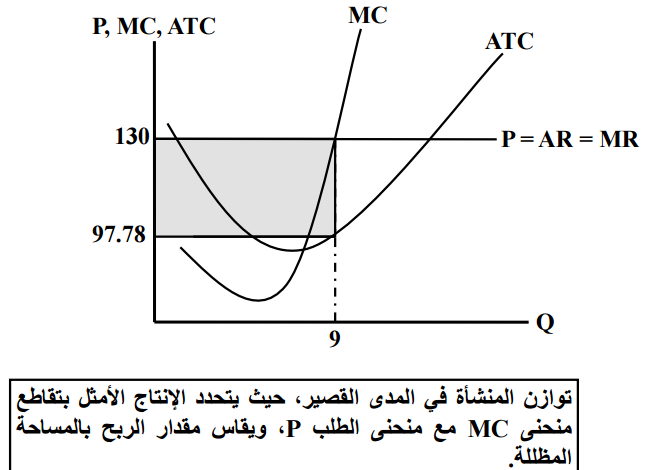 MC
P, MC, ATC
ATC
130
P = AR = MR
97.78
Q
9
توازن المنشأة في المدى القصير، حيث يتحدد الإنتاج الأمثل بتقاطع
منحنى MC مع منحنى الطلب P، ويقاس مقدار الربح بالمساحة
المظللة.